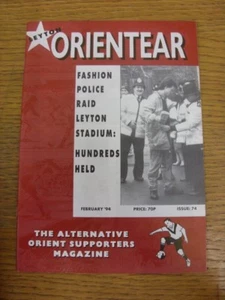 LEYTON
ORIENTEAR
FASHION
POLICE
RAID
LEYTON
STADIUM:
HUNDREDS
HELD
FEBRUARY '94 PRICE: 70P ISSUE: 74
THE ALTERNATIVE
ORIENT SUPPORTERS
MAGAZINE